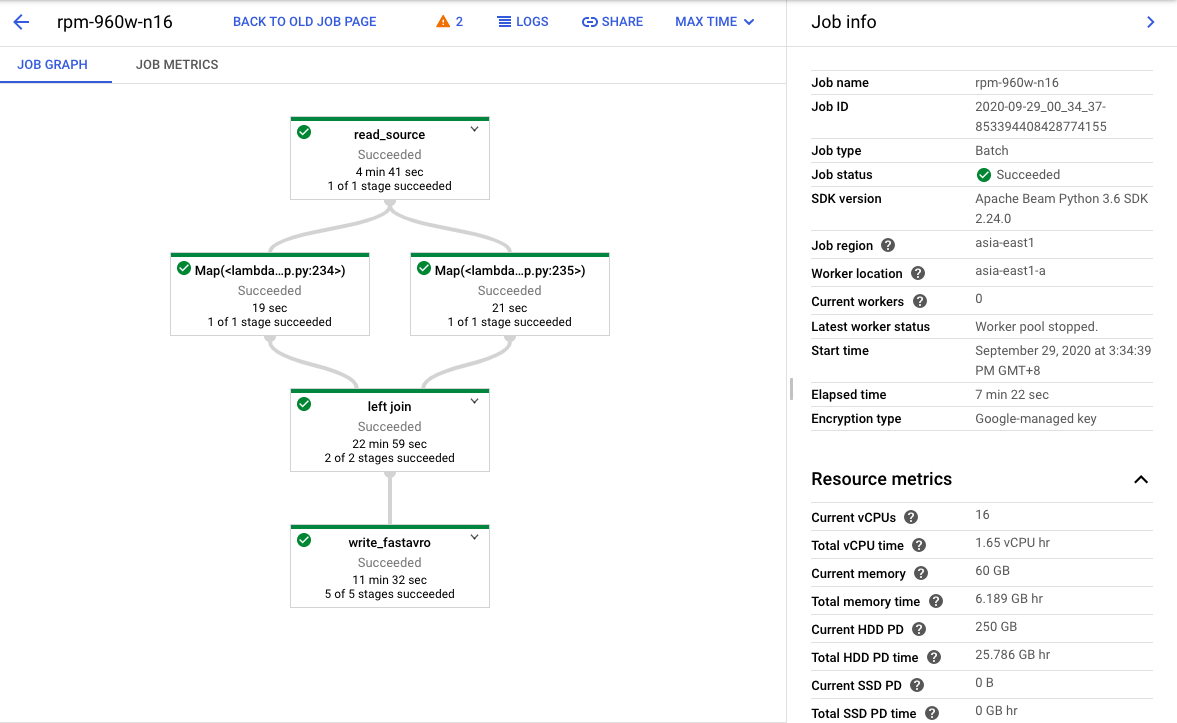 rpm-960w-n16
BACK TO OLD JOB PAGE
2
LOGS
SHARE
MAX TIME
JOB GRAPH
JOB METRICS
read_source
Succeeded
4 min 41 sec
1 of 1 stage succeeded
Map(<lambda...p.py:234>)
Succeeded
19 sec
1 of 1 stage succeeded
Map(<lambda...p.py:235>)
Succeeded
21 sec
1 of 1 stage succeeded
left join
Succeeded
22 min 59 sec
2 of 2 stages succeeded
write_fastavro
Succeeded
11 min 32 sec
5 of 5 stages succeeded
Job info
Job name rpm-960w-n16
Job ID 2020-09-29_00_34_37-
853394408428774155
Job type Batch
Job status Succeeded
SDK version Apache Beam Python 3.6 SDK
2.24.0
Job region ? asia-east1
Worker location ? asia-east1-a
Current workers ? 0
Latest worker status Worker pool stopped.
Start time September 29, 2020 at 3:34:39
PM GMT+8
Elapsed time 7 min 22 sec
Encryption type Google-managed key
Resource metrics
Current vCPUs ? 16
Total vCPU time ? 1.65 vCPU hr
Current memory ? 60 GB
Total memory time ? 6.189 GB hr
Current HDD PD ? 250 GB
Total HDD PD time ? 25.786 GB hr
Current SSD PD ? 0 B
Total SSD PD time ? 0 GB hr